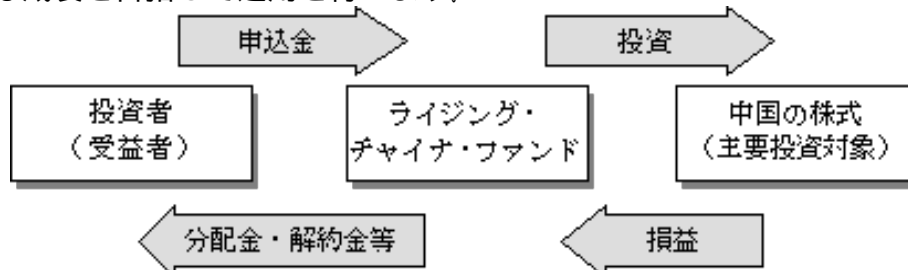 申込金
投資
投資者
（受益者）
ライジング・
チャイナ・ファンド
中国の株式
（主要投資対象）
分配金・解約金等
損益